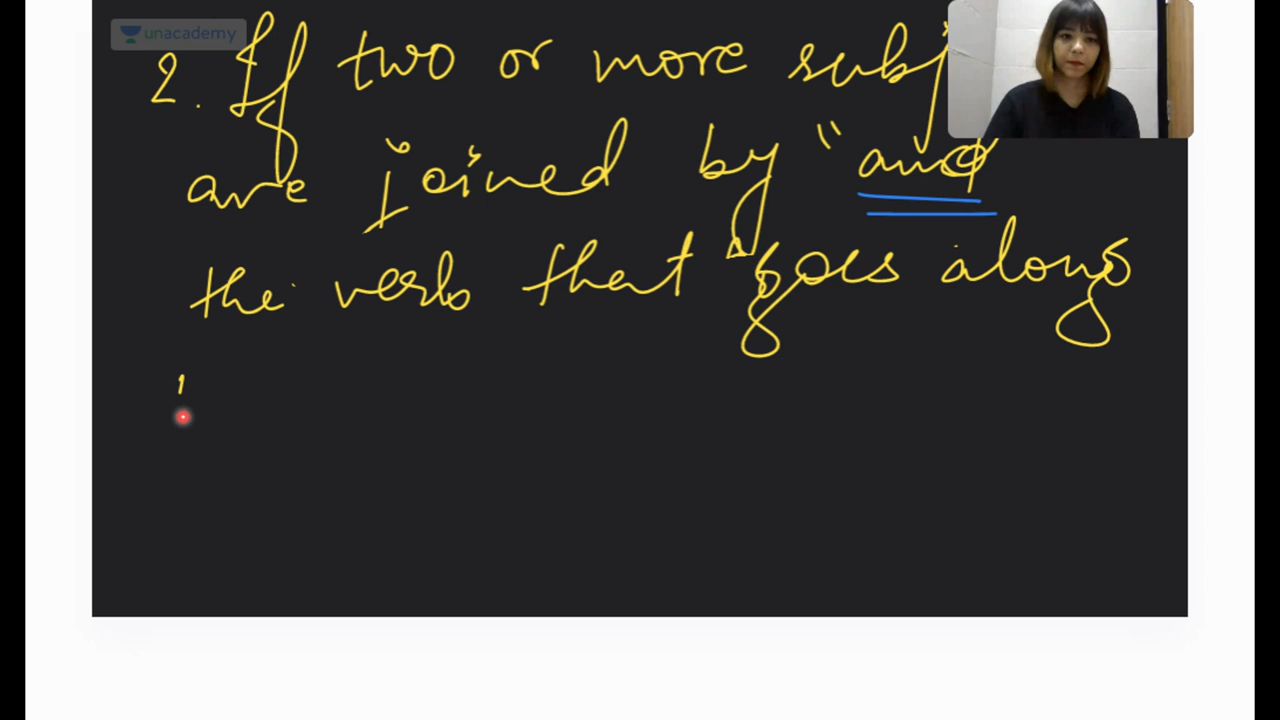 unacademy
2. If two or more subj
are joined by "and
the verb that goes along